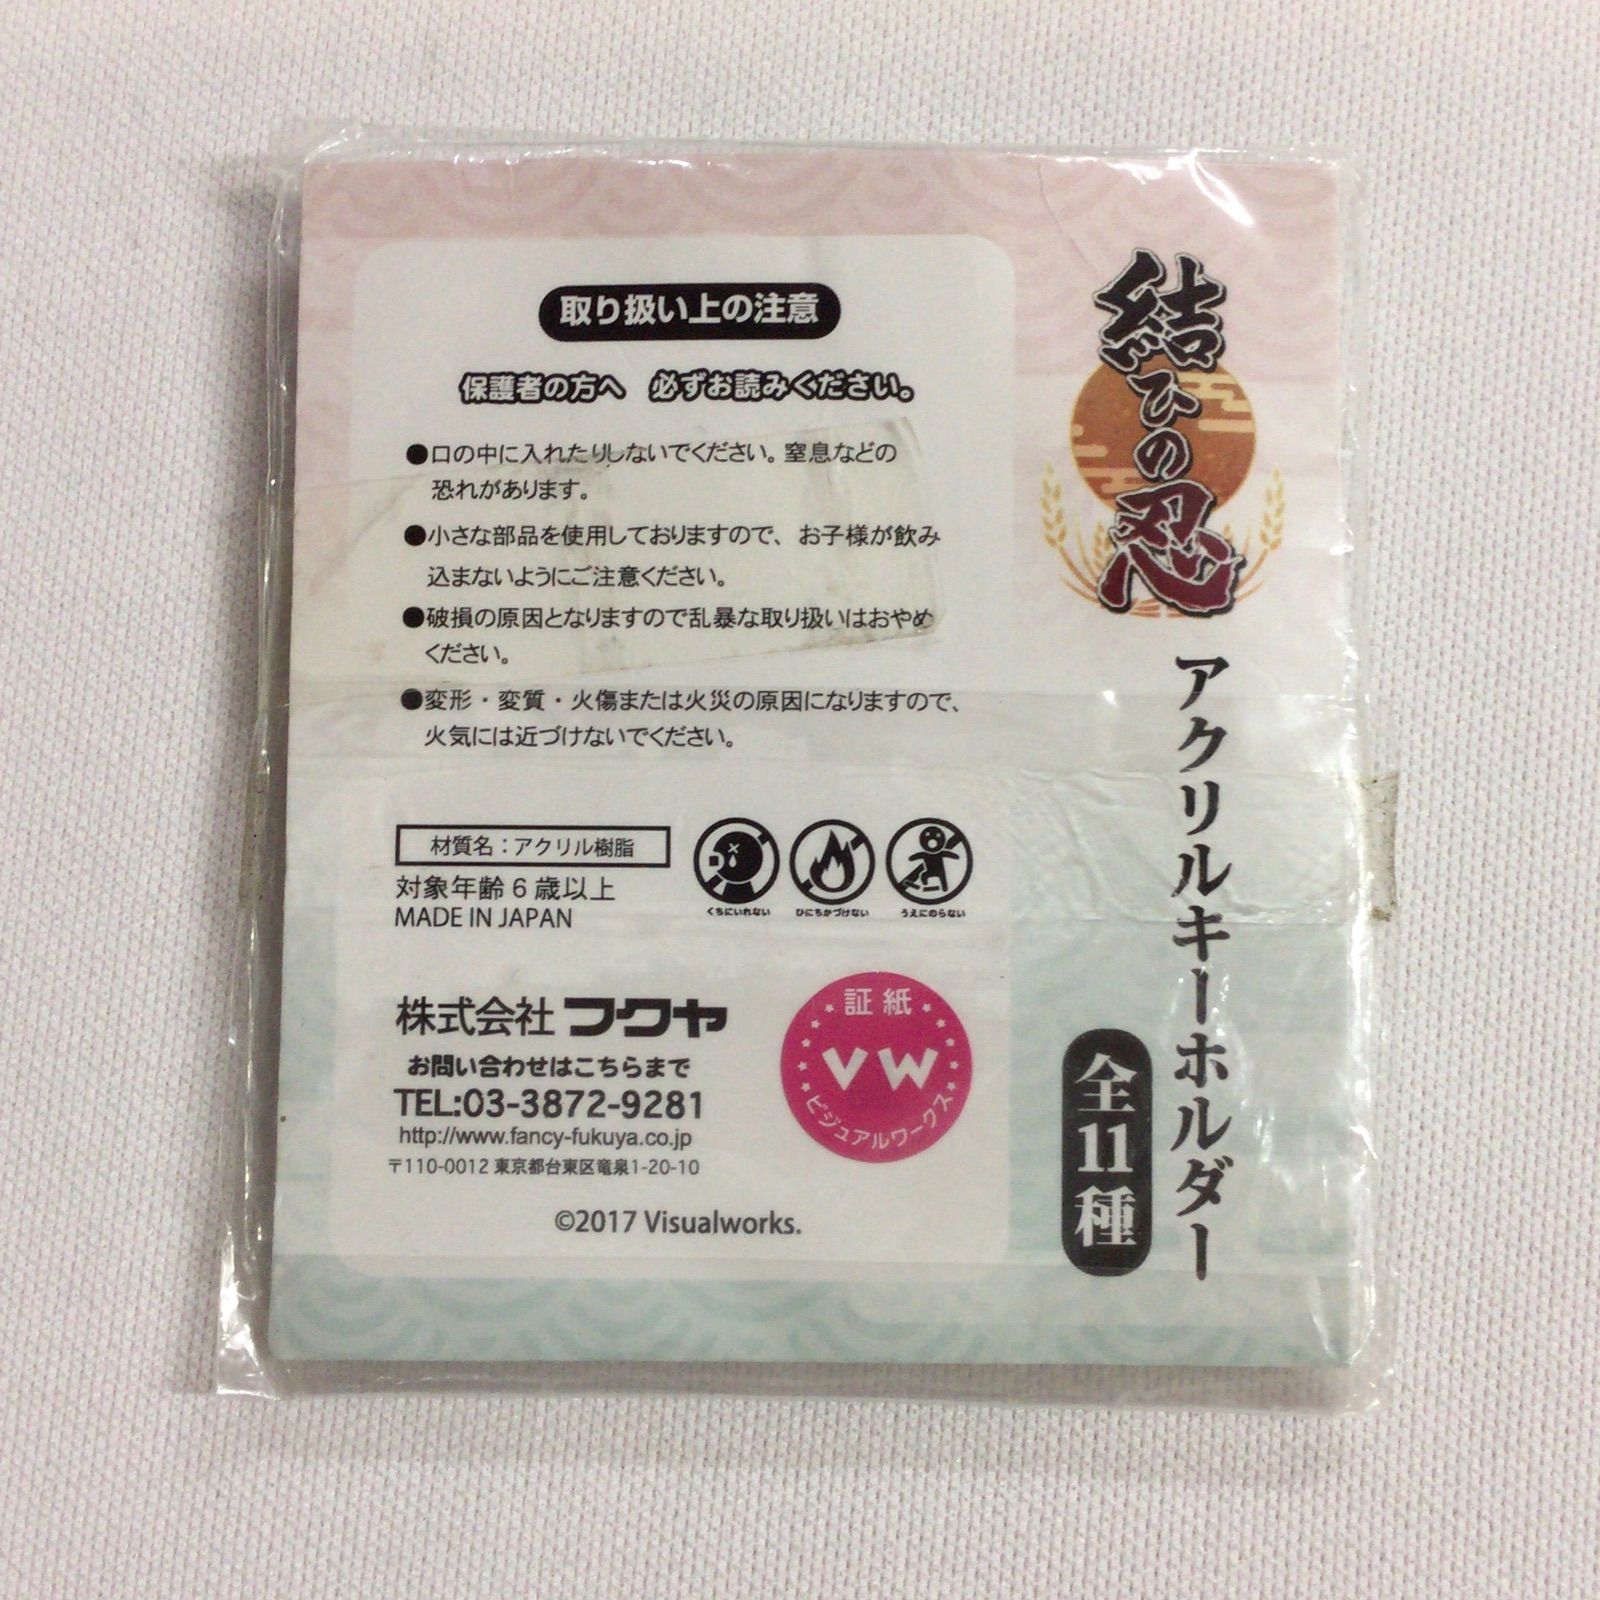 取り扱い上の注意
保護者の方へ 必ずお読みください。
●口の中に入れたりしないでください。窒息などの
恐れがあります。
●小さな部品を使用しておりますので、お子様が飲み
込まないようにご注意ください。
●破損の原因となりますので乱暴な取り扱いはおやめ
ください。
●変形・変質・火傷または火災の原因になりますので、
火気には近づけないでください。
材質名:アクリル樹脂
対象年齢6歳以上
MADE IN JAPAN
くちにいれない
ひにちかづけない
うえにのらない
株式会社フクヤ
お問い合わせはこちらまで
TEL:03-3872-9281
http://www.fancy-fukuya.co.jp
〒110-0012 東京都台東区竜泉1-20-10
証紙
VW
ビジュアルワークス
©2017 Visualworks.
結ひの忍
アクリルキーホルダー
全11種